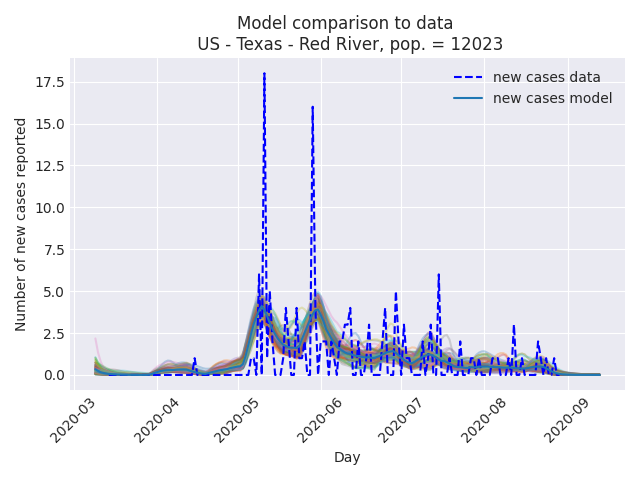 Model comparison to data
US - Texas - Red River, pop. = 12023
new cases data
new cases model
Number of new cases reported
17.5
15.0
12.5
10.0
7.5
5.0
2.5
0.0
2020-03
2020-04
2020-05
2020-06
2020-07
2020-08
2020-09
Day